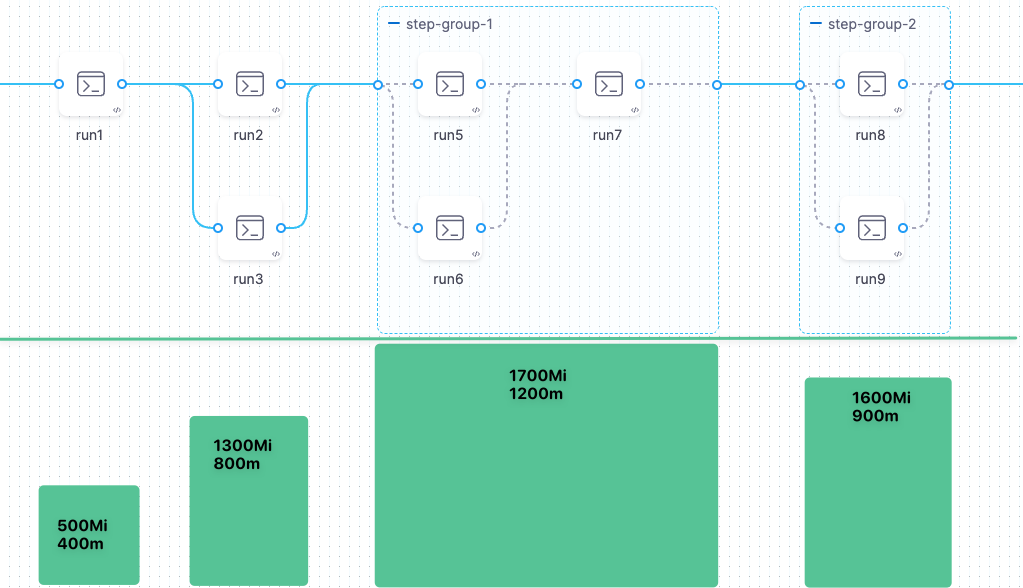 step-group-1
step-group-2
run1
run2
run5
run7
run8
run3
run6
run9
1700Mi
1200m
1600Mi
900m
1300Mi
800m
500Mi
400m